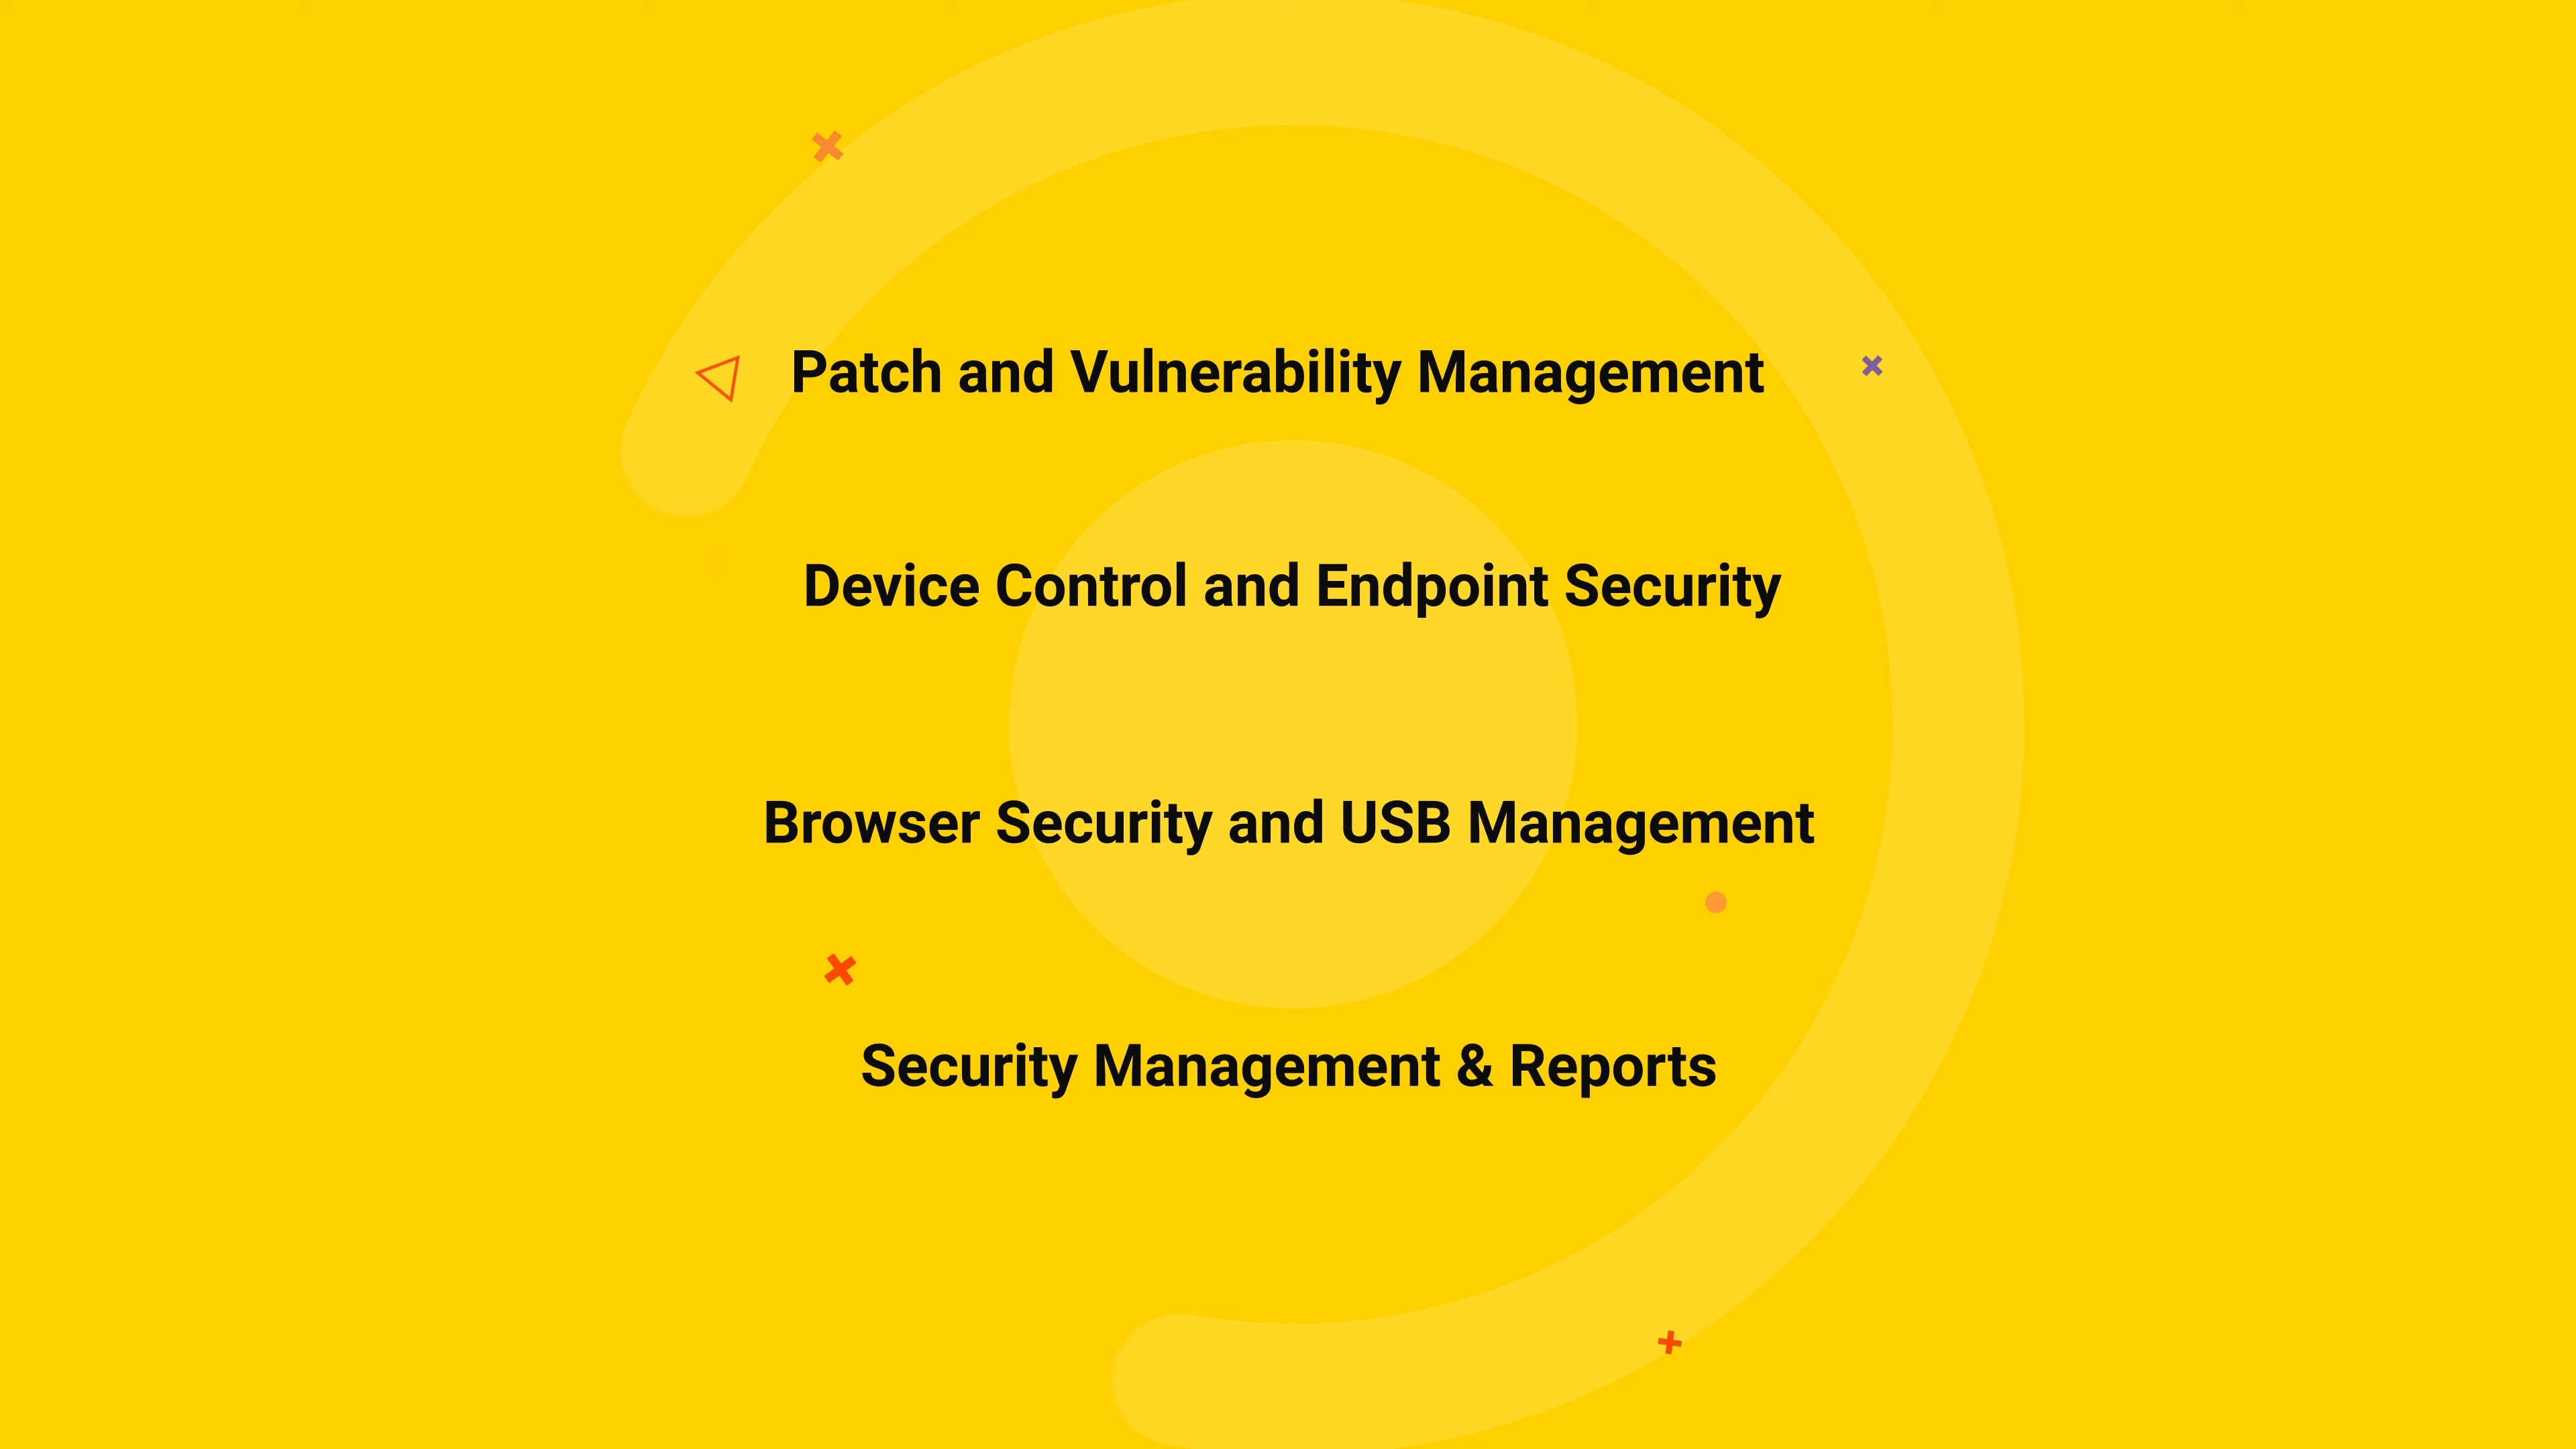 Patch and Vulnerability Management
Device Control and Endpoint Security
Browser Security and USB Management
Security Management & Reports